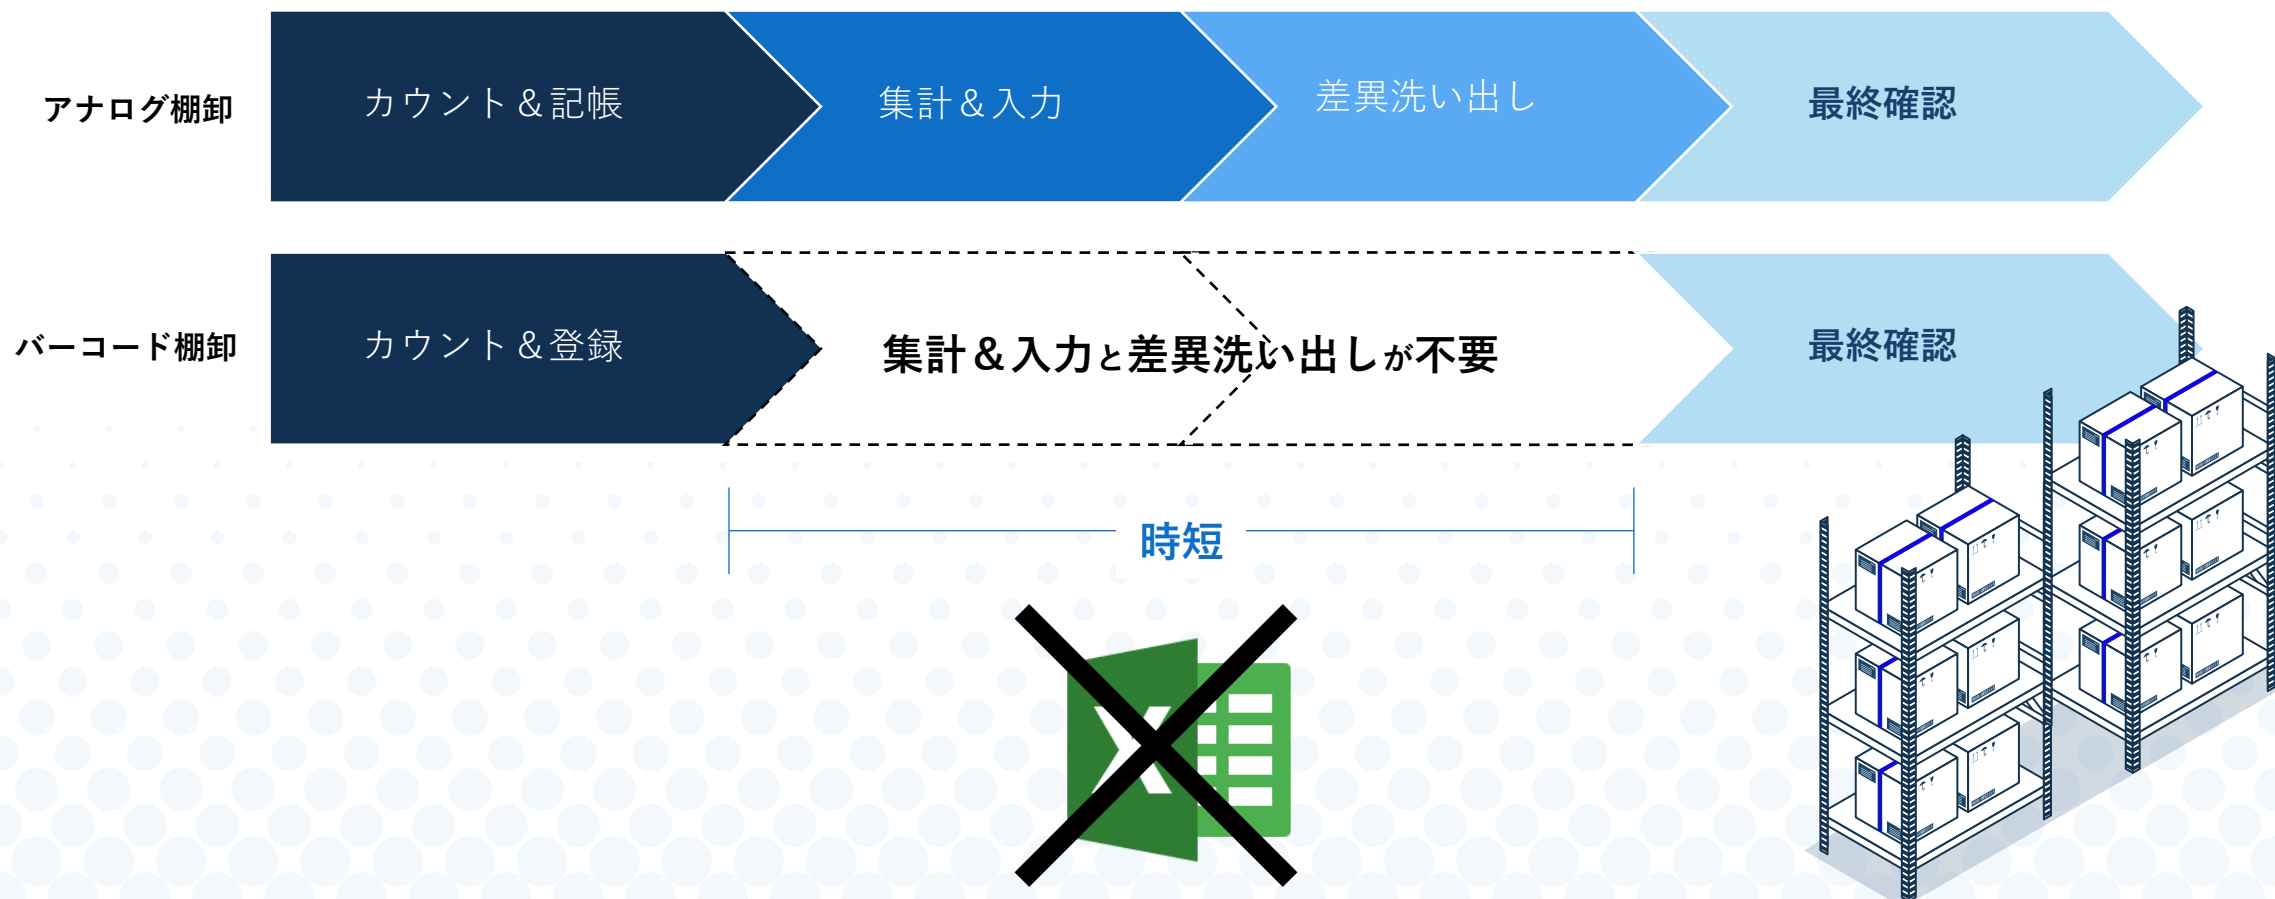 アナログ棚卸
カウント＆記帳
集計＆入力
差異洗い出し
最終確認
バーコード棚卸
カウント＆登録
集計＆入力と差異洗い出しが不要
最終確認
時短
X